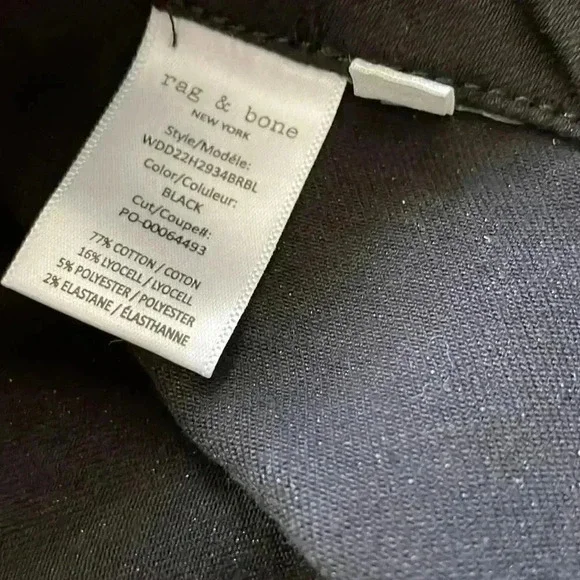 rag & bone
NEW YORK
Style/Modéle:
WDD22H2934BRBL
Color/Couleur:
BLACK
Cut/Coupe#:
PO-00064493
77% COTTON / COTON
16% LYOCELL / LYOCELL
5% POLYESTER / POLYESTER
2% ELASTANE / ÉLASTHANNE